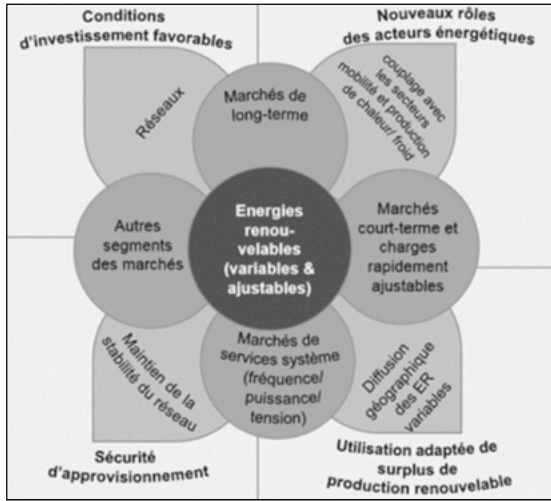 Conditions
d'investissement favorables
Nouveaux rôles
des acteurs énergétiques
Réseaux
Marchés de
long-terme
couplage avec
les secteurs
mobilité et production
de chaleur/ froid
Autres
segments
des marchés
Energies
renou-
velables
(variables &
ajustables)
Marchés
court-terme et
charges
rapidement
ajustables
Maintien de la
stabilité du réseau
Marchés de
services système
(fréquence/
puissance/
tension)
Diffusion
géographique
des ER
variables
Sécurité
d'approvisionnement
Utilisation adaptée de
surplus de
production renouvelable